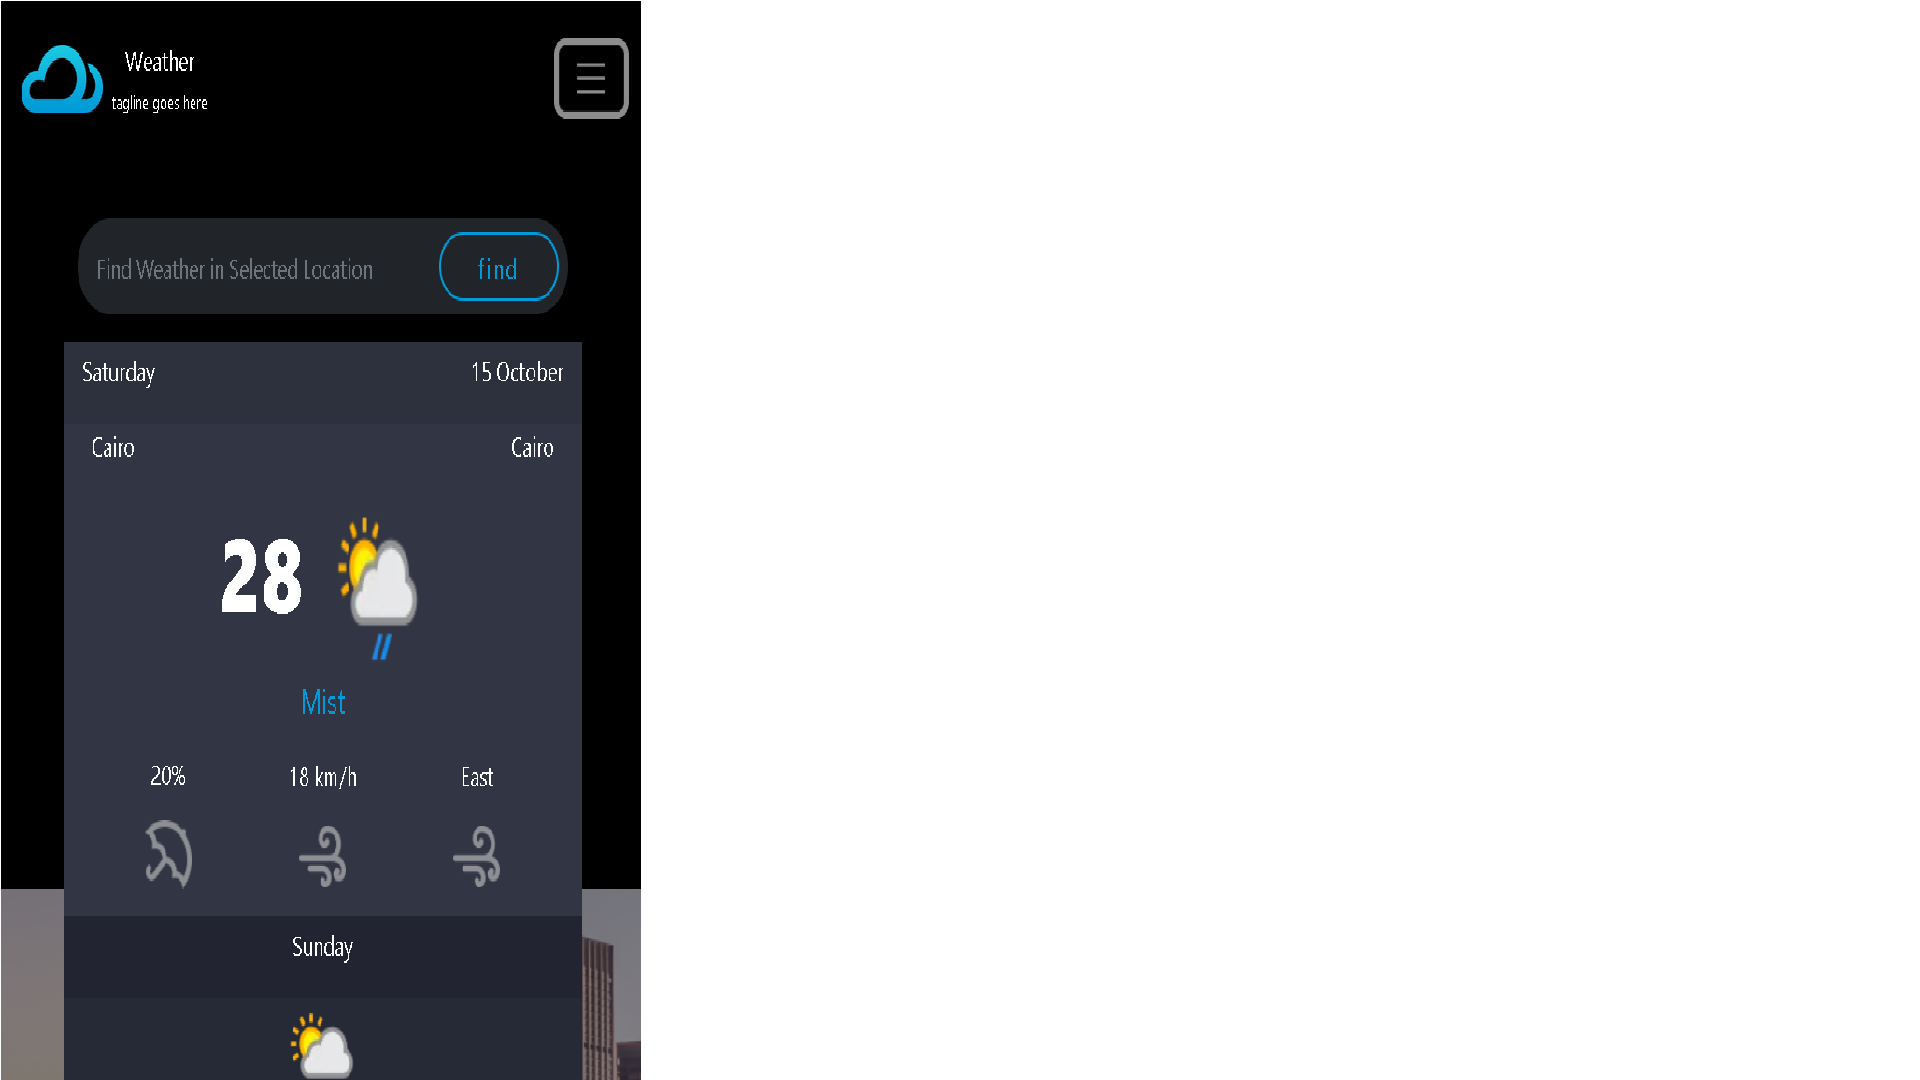 Weather
tagline goes here
Find Weather in Selected Location find
Saturday 15 October
Cairo Cairo
28
Mist
20% 18 km/h East
Sunday